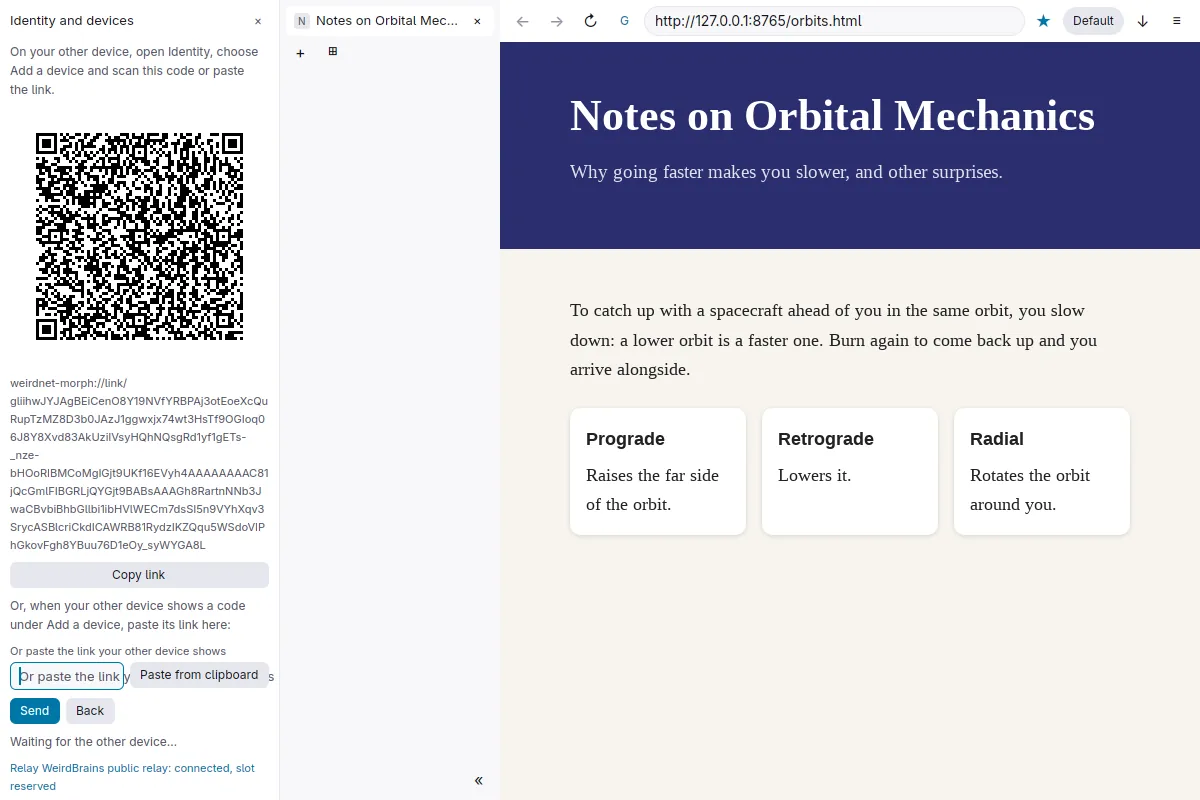 Identity and devices
On your other device, open Identity, choose
Add a device and scan this code or paste
the link.
weirdnet-morph://link/
Copy link
Or, when your other device shows a code
under Add a device, paste its link here:
Or paste the link your other device shows
Or paste the link y
Paste from clipboard
s
Send
Back
Waiting for the other device...
Relay WeirdBrains public relay: connected, slot
reserved
N
Notes on Orbital Mec...
G
http://127.0.0.1:8765/orbits.html
Default
Notes on Orbital Mechanics
Why going faster makes you slower, and other surprises.
To catch up with a spacecraft ahead of you in the same orbit, you slow
down: a lower orbit is a faster one. Burn again to come back up and you
arrive alongside.
Prograde
Raises the far side
of the orbit.
Retrograde
Lowers it.
Radial
Rotates the orbit
around you.